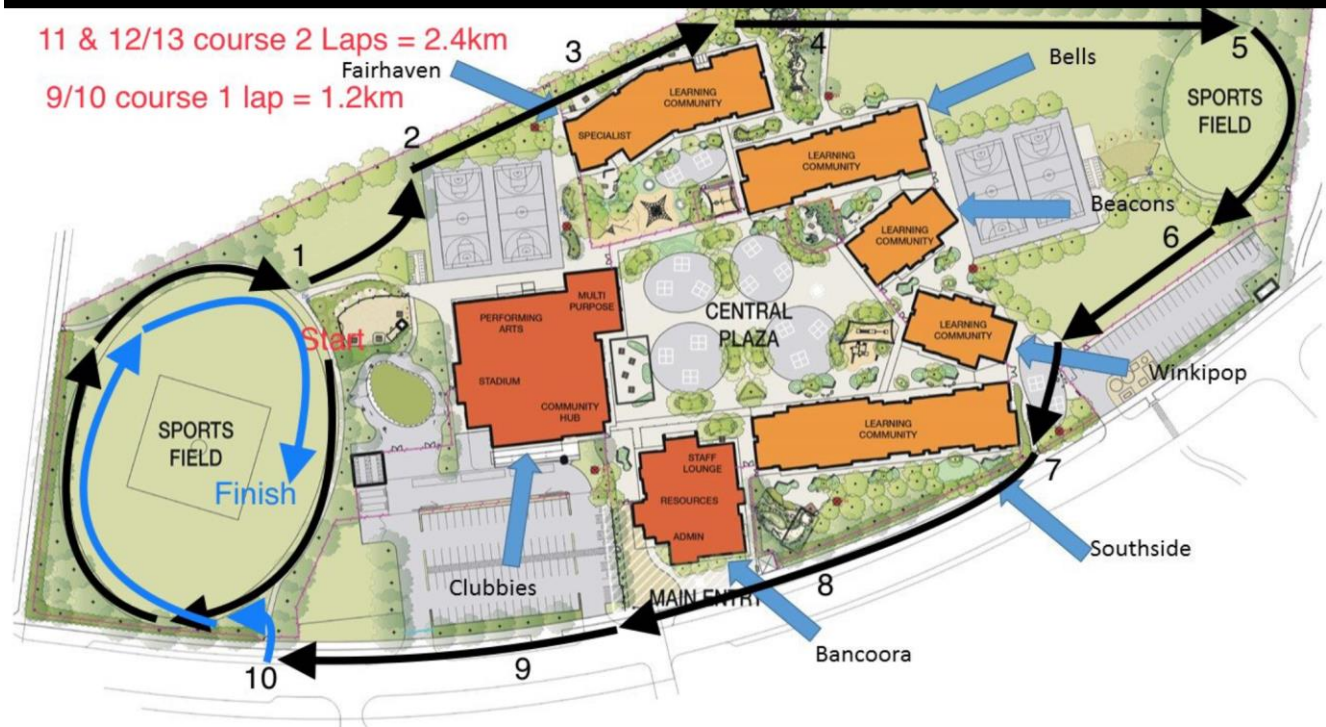 11 & 12/13 course 2 Laps = 2.4km
9/10 course 1 lap = 1.2km
Fairhaven
3
4
5
Bells
LEARNING
COMMUNITY
SPECIALIST
SPORTS
FIELD
2
LEARNING
COMMUNITY
Beacons
LEARNING
COMMUNITY
6
1
MULTI
PURPOSE
PERFORMING
ARTS
CENTRAL
PLAZA
Start
LEARNING
COMMUNITY
Winkipop
STADIUM
COMMUNITY
HUB
LEARNING
COMMUNITY
SPORTS
FIELD
Finish
STAFF
LOUNGE
RESOURCES
ADMIN
7
Southside
Clubbies
8
MAIN ENTRY
Bancoora
9
10